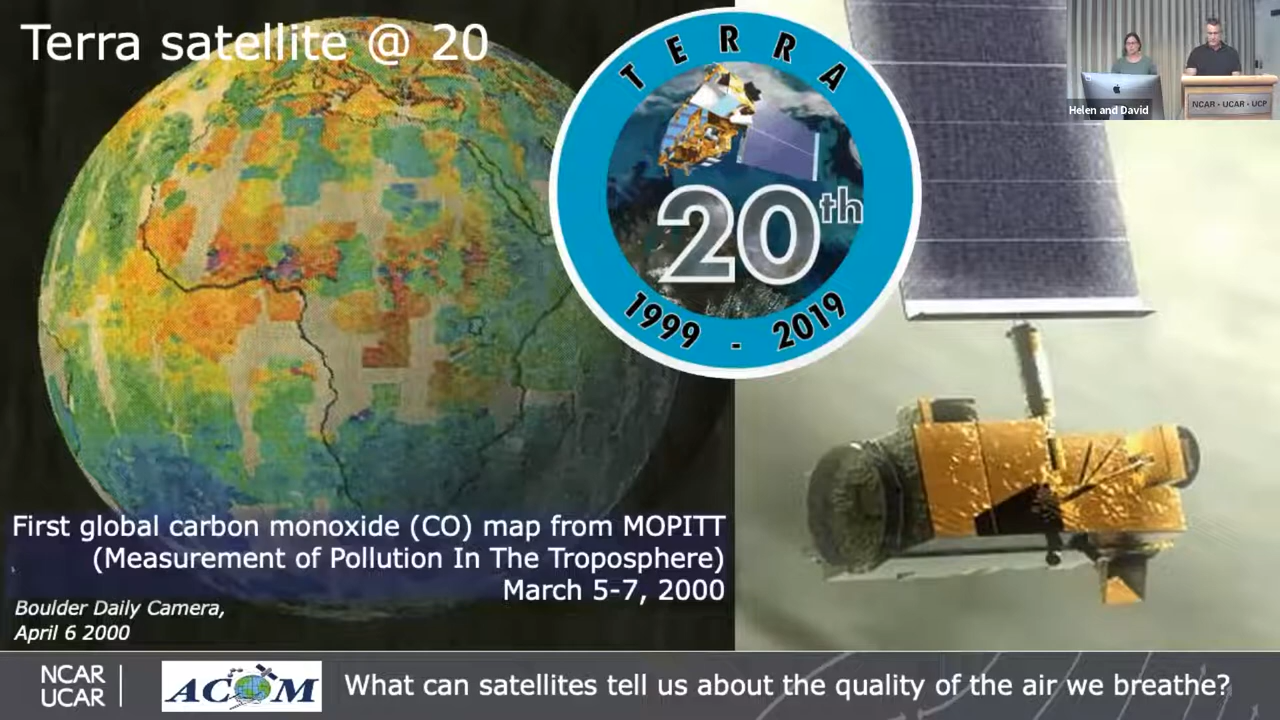 Terra satellite @ 20
TERRA
20th
1999 - 2019
Helen and David
NCAR • UCAR • UCP
First global carbon monoxide (CO) map from MOPITT
(Measurement of Pollution In The Troposphere)
March 5-7, 2000
Boulder Daily Camera,
April 6 2000
NCAR
UCAR
ACOM
What can satellites tell us about the quality of the air we breathe?